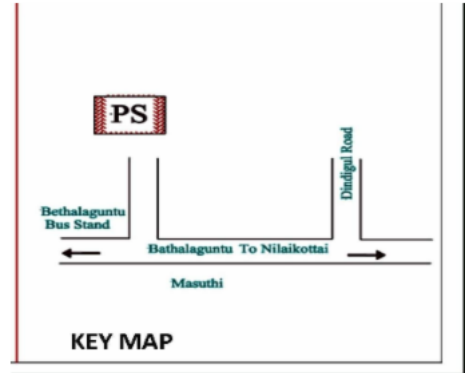 PS
Dindigul Road
Bethalaguntu
Bus Stand
Bathalaguntu To Nilaikottai
Masuthi
KEY MAP